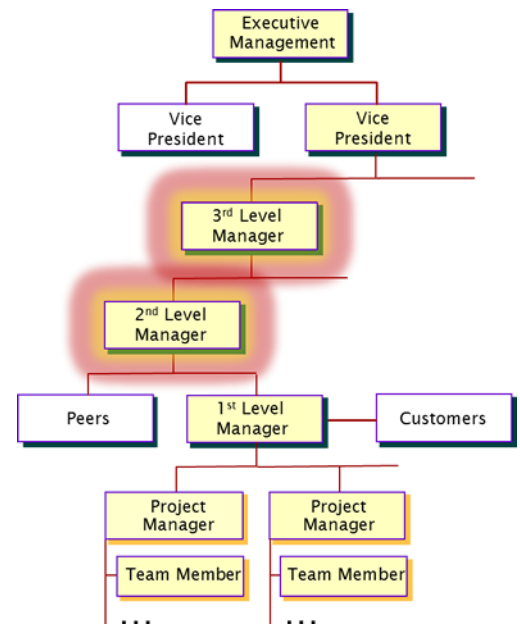 Executive
Management
Vice
President
Vice
President
3rd Level
Manager
2nd Level
Manager
Peers
1st Level
Manager
Customers
Project
Manager
Project
Manager
Team Member
Team Member
...
...